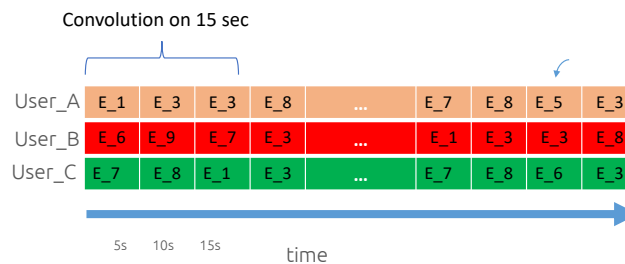 Convolution on 15 sec
User_A E_1 E_3 E_3 E_8 ... E_7 E_8 E_5 E_3
User_B E_6 E_9 E_7 E_3 ... E_1 E_3 E_3 E_8
User_C E_7 E_8 E_1 E_3 ... E_7 E_8 E_6 E_3
5s 10s 15s
time